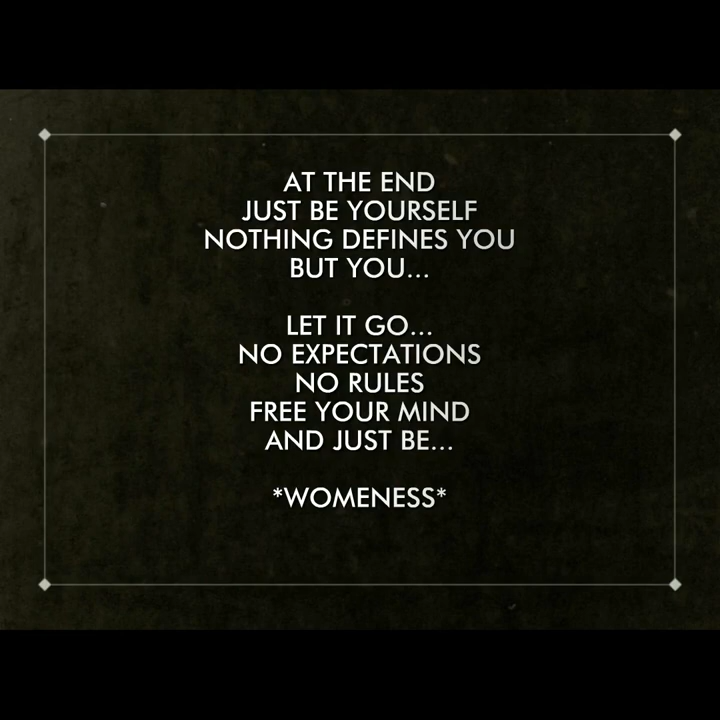 AT THE END
JUST BE YOURSELF
NOTHING DEFINES YOU
BUT YOU...
LET IT GO...
NO EXPECTATIONS
NO RULES
FREE YOUR MIND
AND JUST BE...
*WOMENESS*